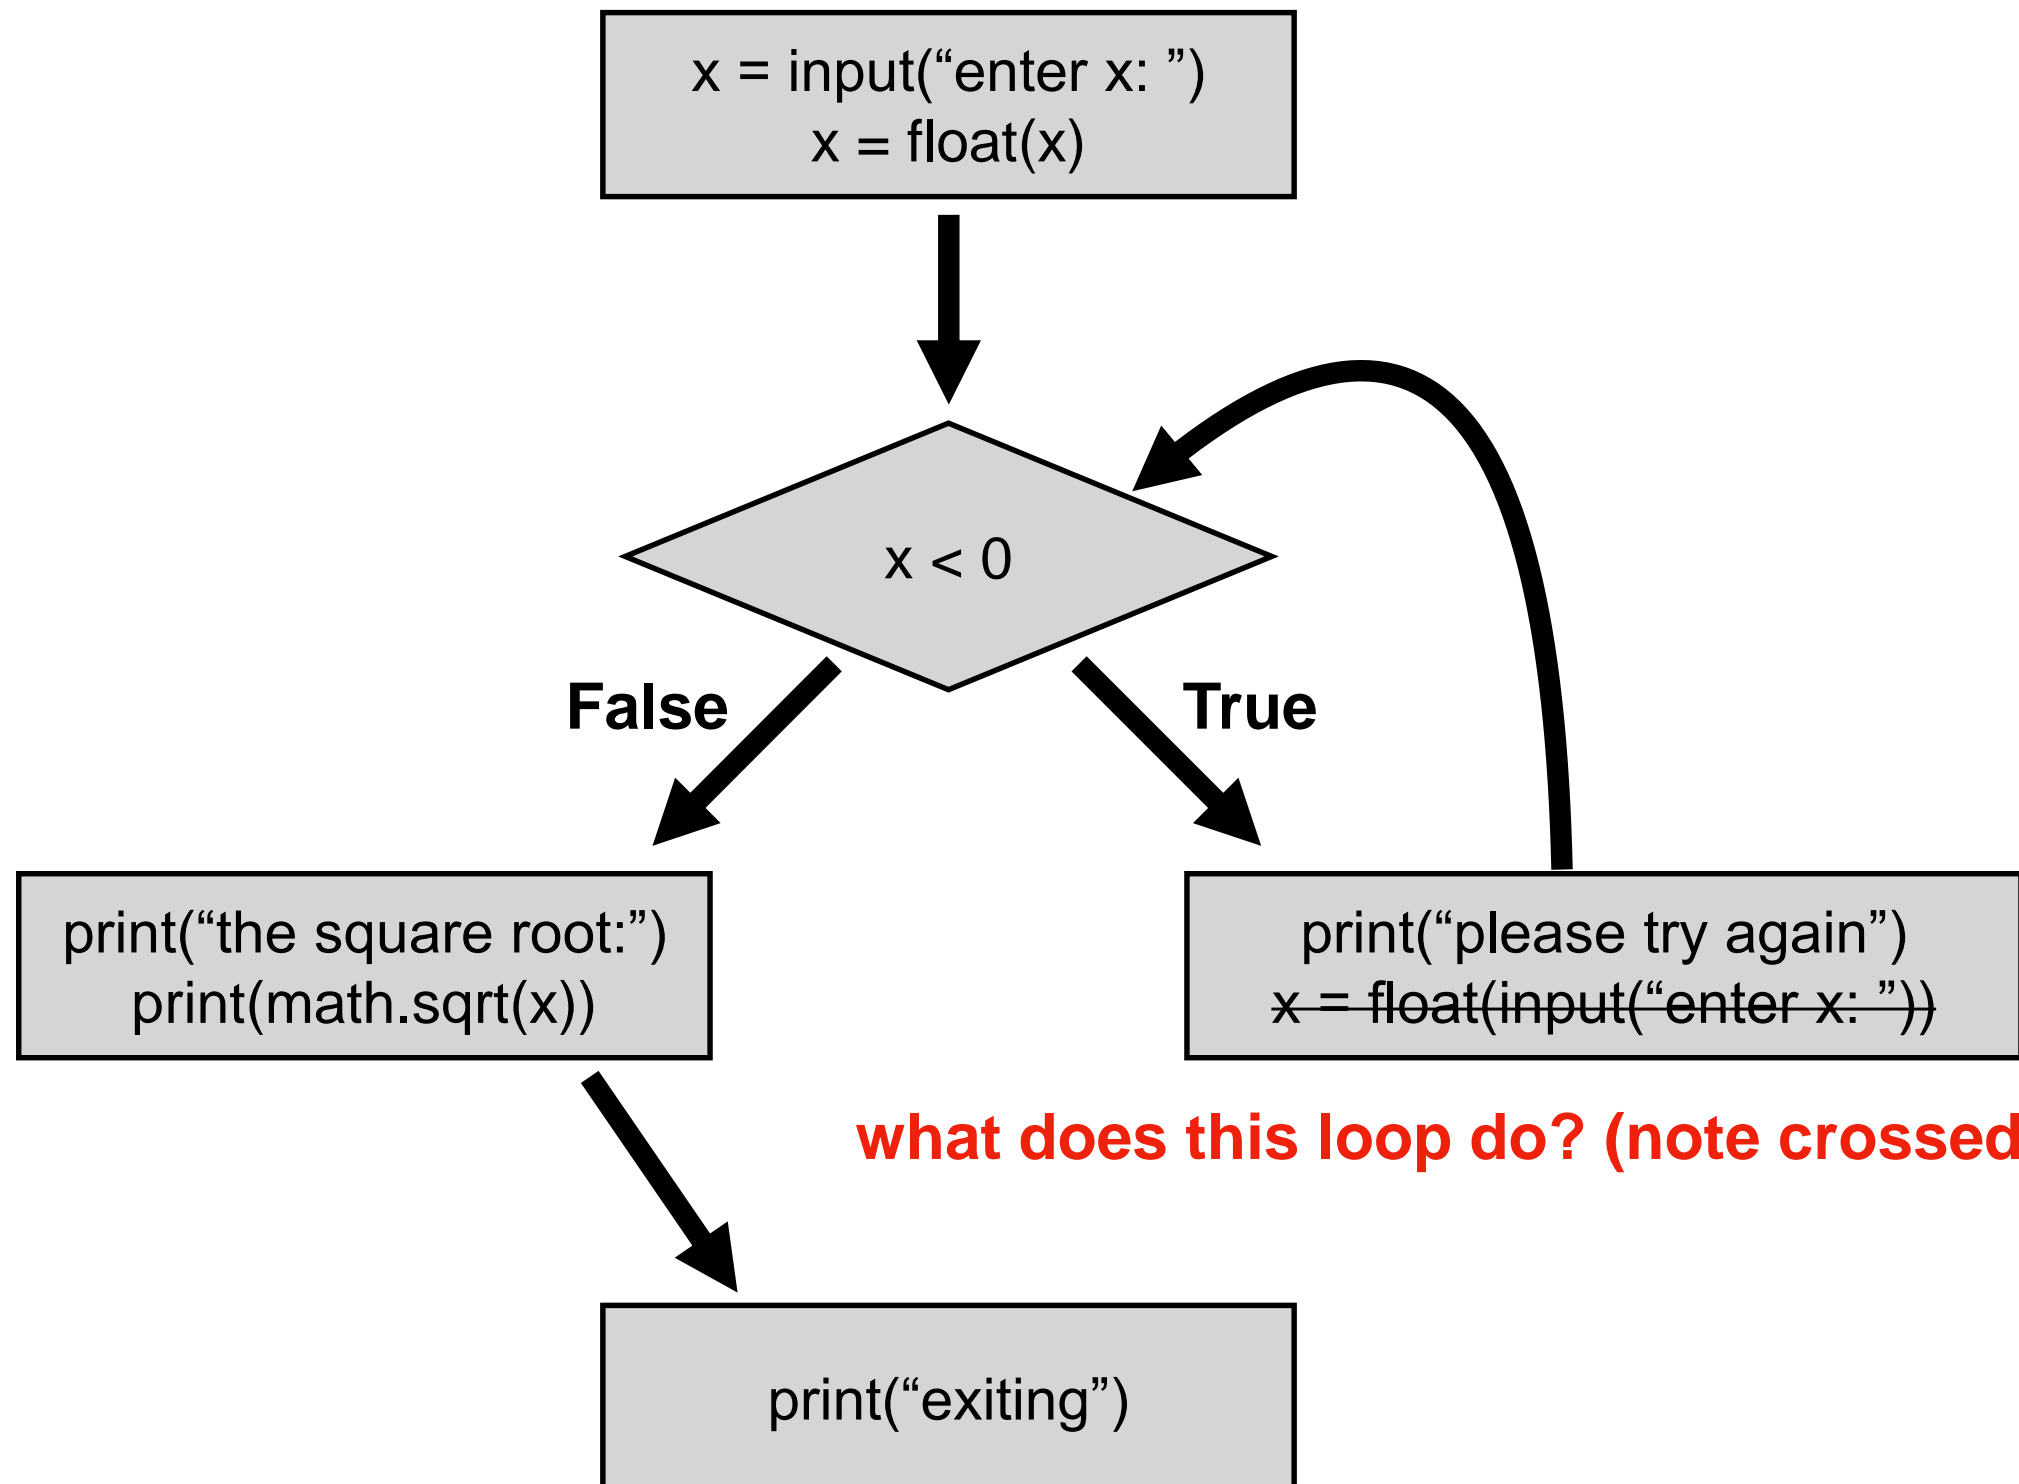 x = input(“enter x: ”)
x = float(x)
x < 0
False
True
print(“the square root:”)
print(math.sqrt(x))
print(“please try again”)
x = float(input(“enter x: ”))
what does this loop do? (note crossed
print(“exiting”)